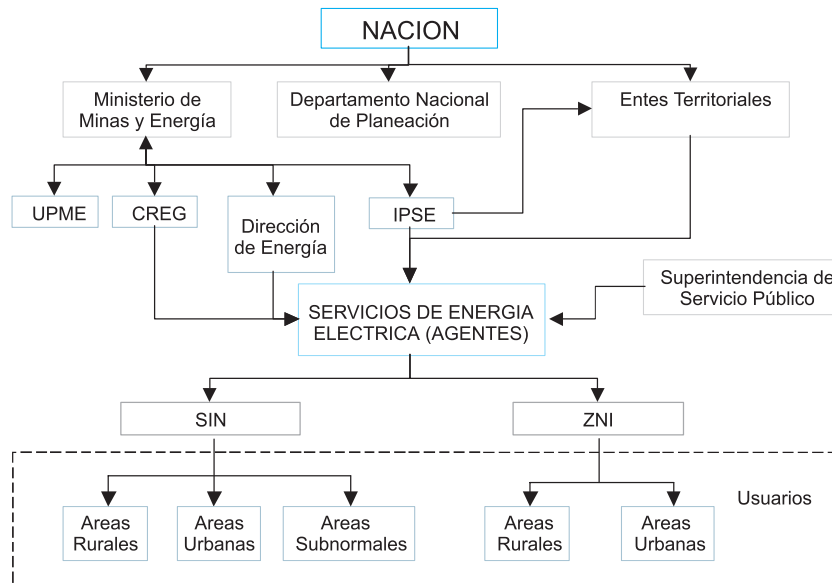 NACION
Ministerio de
Minas y Energía
Departamento Nacional
de Planeación
Entes Territoriales
UPME
CREG
Dirección
de Energía
IPSE
Superintendencia de
Servicio Público
SERVICIOS DE ENERGIA
ELECTRICA (AGENTES)
SIN
ZNI
Usuarios
Areas
Rurales
Areas
Urbanas
Areas
Subnormales
Areas
Rurales
Areas
Urbanas